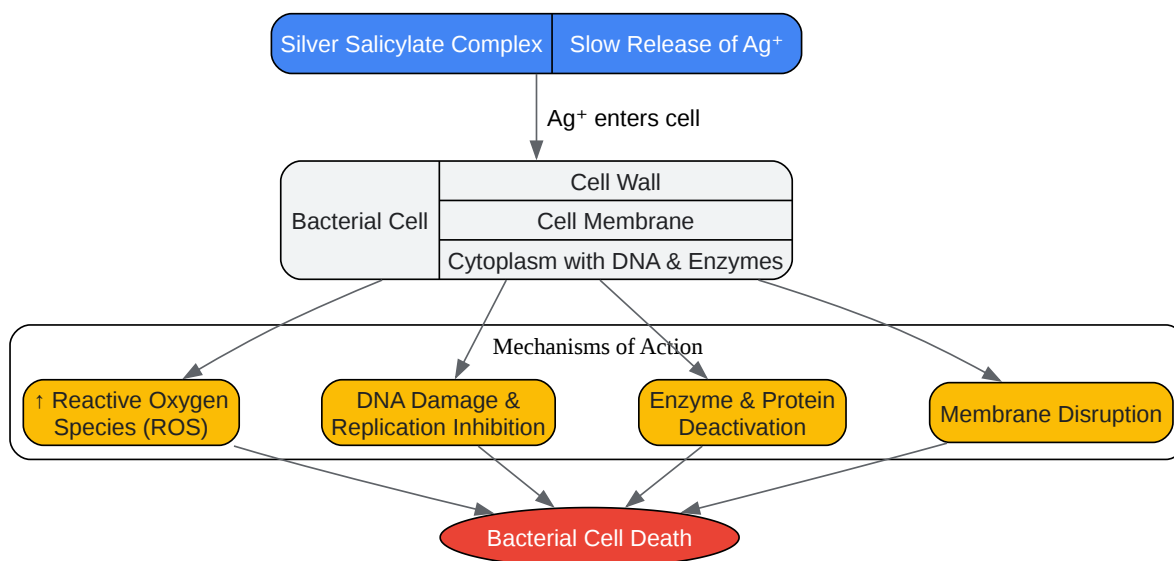 Silver Salicylate Complex
Slow Release of Ag⁺
Ag⁺ enters cell
Bacterial Cell
Cell Wall
Cell Membrane
Cytoplasm with DNA & Enzymes
Mechanisms of Action
↑ Reactive Oxygen
Species (ROS)
DNA Damage &
Replication Inhibition
Enzyme & Protein
Deactivation
Membrane Disruption
Bacterial Cell Death